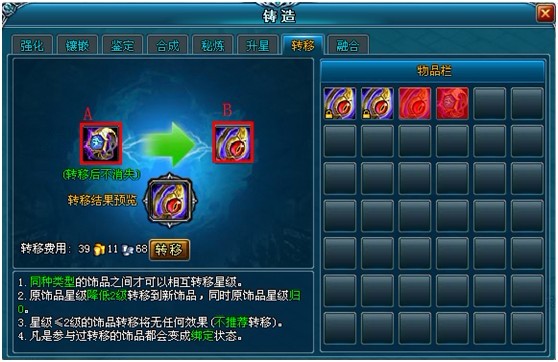 铸造
强化 镶嵌 鉴定 合成 秘炼 升星 转移 融合
物品栏
A B
(转移后不消失)
转移结果预览
转移费用: 39 11 68 转移
1. 同种类型的饰品之间才可以相互转移星级。
2. 原饰品星级降低2级转移到新饰品，同时原饰品星级归
0。
3. 星级≤2级的饰品转移将无任何效果(不推荐转移)。
4. 凡是参与过转移的饰品都会变成绑定状态。